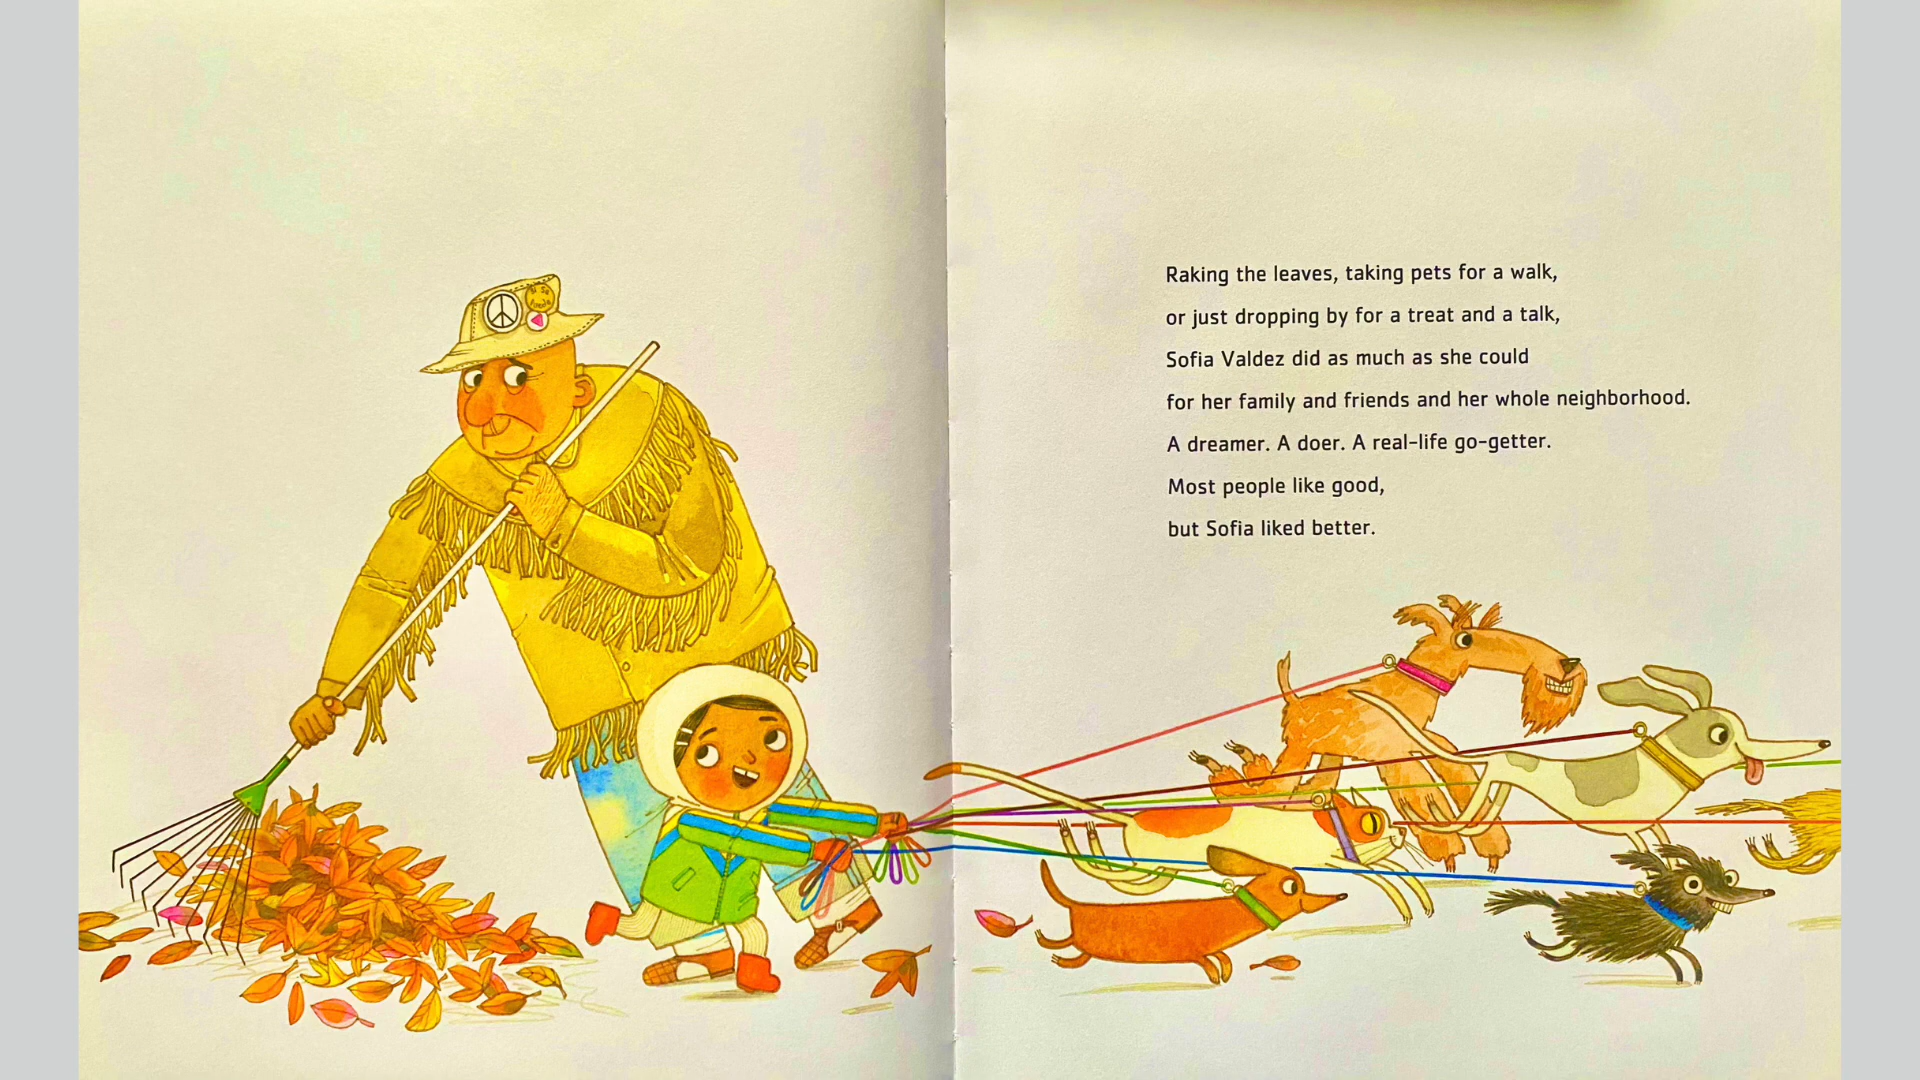 Raking the leaves, taking pets for a walk,
or just dropping by for a treat and a talk,
Sofia Valdez did as much as she could
for her family and friends and her whole neighborhood.
A dreamer. A doer. A real-life go-getter.
Most people like good,
but Sofia liked better.